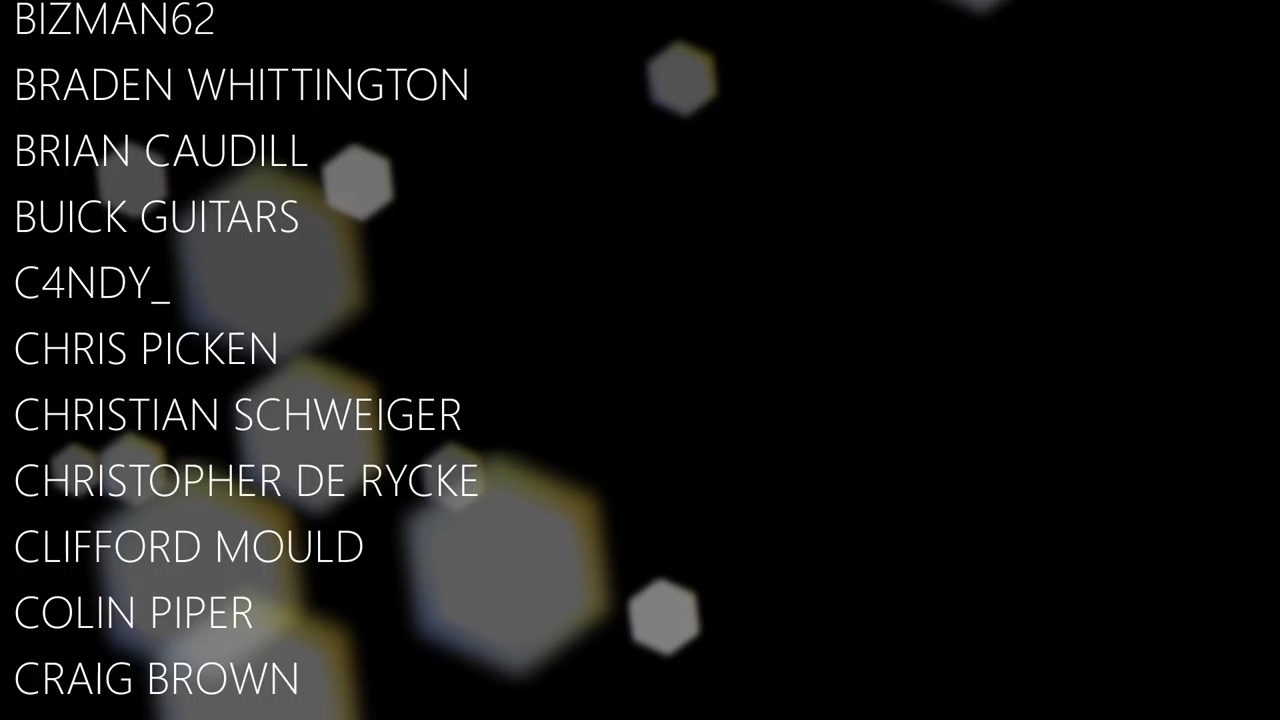 BIZMAN62
BRADEN WHITTINGTON
BRIAN CAUDILL
BUICK GUITARS
C4NDY_
CHRIS PICKEN
CHRISTIAN SCHWEIGER
CHRISTOPHER DE RYCKE
CLIFFORD MOULD
COLIN PIPER
CRAIG BROWN